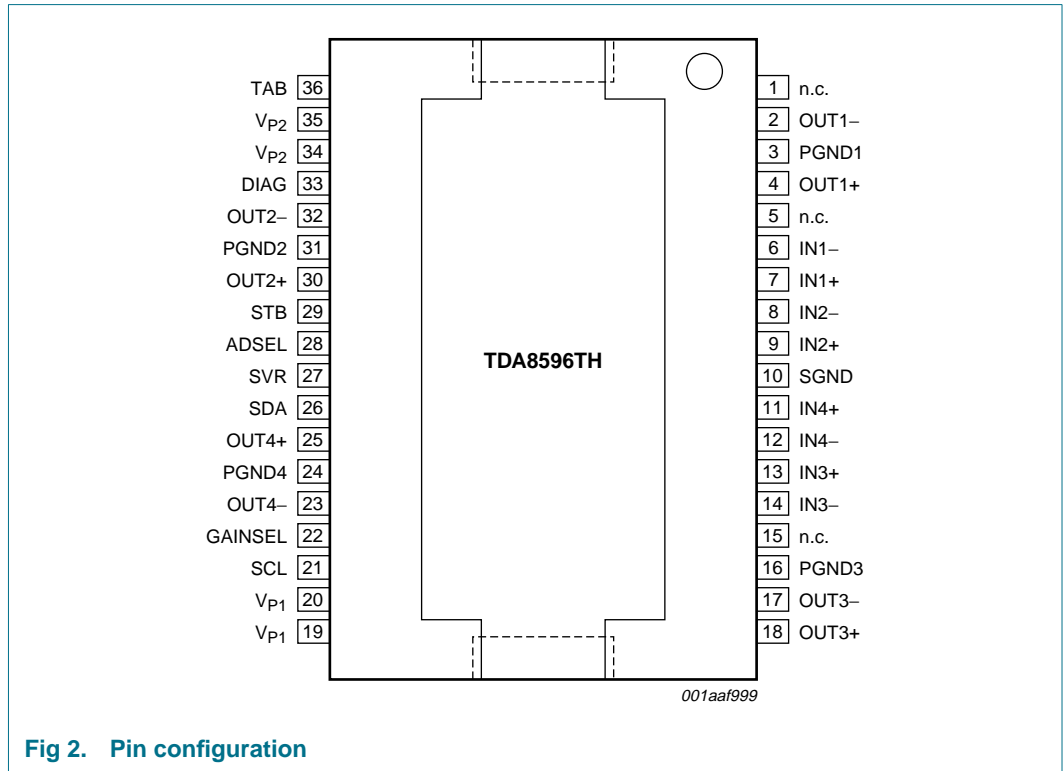 TAB 36 1 n.c.
VP2 35 2 OUT1−
VP2 34 3 PGND1
DIAG 33 4 OUT1+
OUT2− 32 5 n.c.
PGND2 31 6 IN1−
OUT2+ 30 7 IN1+
STB 29 8 IN2−
ADSEL 28 9 IN2+
TDA8596TH
SVR 27 10 SGND
SDA 26 11 IN4+
OUT4+ 25 12 IN4−
PGND4 24 13 IN3+
OUT4− 23 14 IN3−
GAINSEL 22 15 n.c.
SCL 21 16 PGND3
VP1 20 17 OUT3−
VP1 19 18 OUT3+
001aaf999
Fig 2. Pin configuration